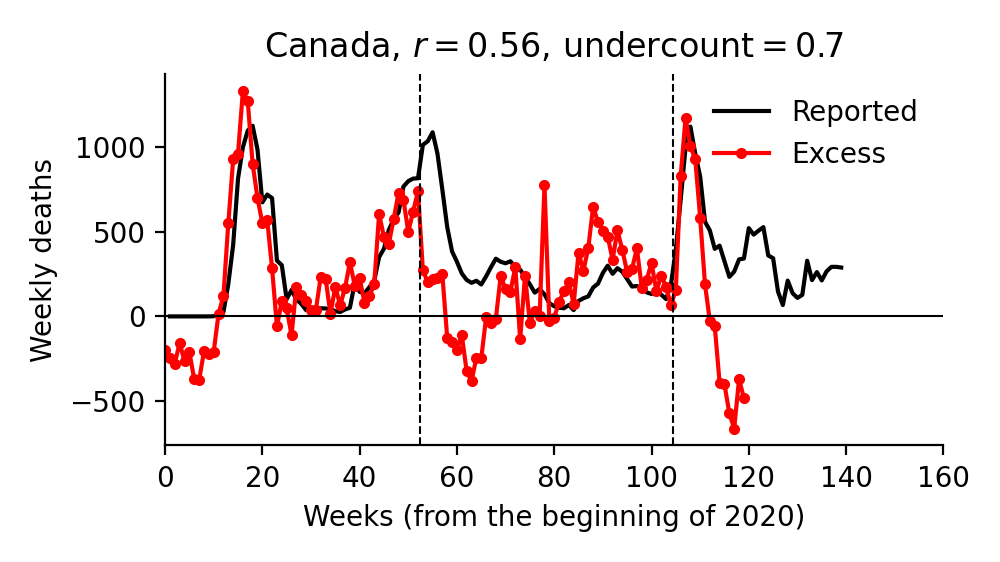 Canada, r = 0.56, undercount = 0.7
Reported
Excess
Weekly deaths
1000
500
0
−500
0 20 40 60 80 100 120 140 160
Weeks (from the beginning of 2020)